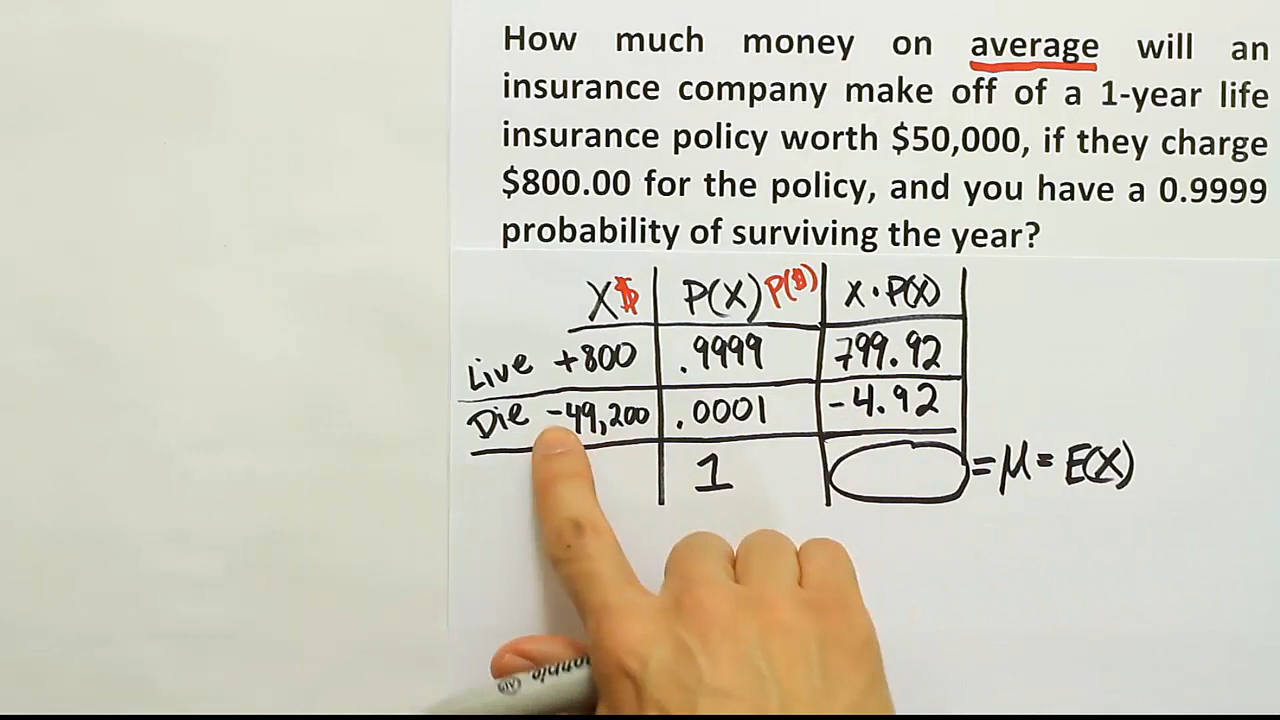 How much money on average will an
insurance company make off of a 1-year life
insurance policy worth $50,000, if they charge
$800.00 for the policy, and you have a 0.9999
probability of surviving the year?
X$ P(X) P($) X·P(X)
Live +800 .9999 799.92
Die -49,200 .0001 -4.92
1 = μ = E(X)